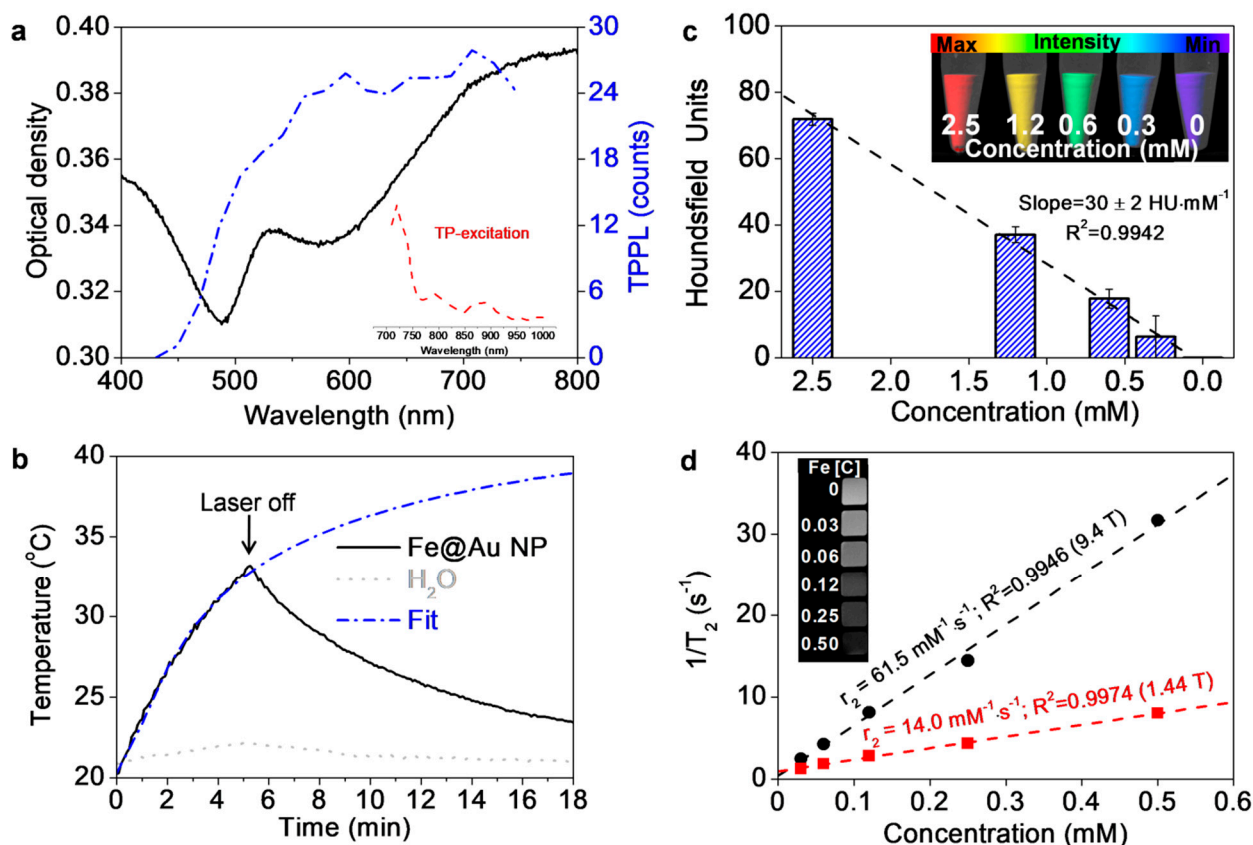 a
0.40
0.38
0.36
0.34
0.32
0.30
Optical density
30
24
18
12
6
0
TPPL (counts)
TP-excitation
700 750 800 850 900 950 1000
Wavelength (nm)
400 500 600 700 800
Wavelength (nm)
c
100
80
60
40
20
0
Houndsfield Units
Max Intensity Min
2.5 1.2 0.6 0.3 0
Concentration (mM)
Slope=30 ± 2 HU·mM⁻¹
R²=0.9942
2.5 2.0 1.5 1.0 0.5 0.0
Concentration (mM)
b
40
35
30
25
20
Temperature (°C)
Laser off
Fe@Au NP
H₂O
Fit
0 2 4 6 8 10 12 14 16 18
Time (min)
d
40
30
20
10
0
1/T₂ (s⁻¹)
Fe [C]
0
0.03
0.06
0.12
0.25
0.50
r₂ = 61.5 mM⁻¹·s⁻¹; R²=0.9946 (9.4 T)
r₂ = 14.0 mM⁻¹·s⁻¹; R²=0.9974 (1.44 T)
0.0 0.1 0.2 0.3 0.4 0.5 0.6
Concentration (mM)